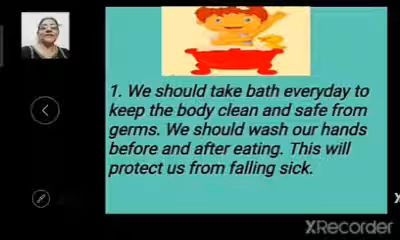 1. We should take bath everyday to
keep the body clean and safe from
germs. We should wash our hands
before and after eating. This will
protect us from falling sick.
XRecorder